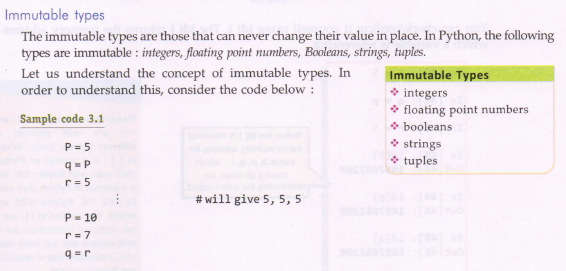 Immutable types
The immutable types are those that can never change their value in place. In Python, the following
types are immutable : integers, floating point numbers, Booleans, strings, tuples.
Let us understand the concept of immutable types. In
order to understand this, consider the code below :
Immutable Types
❖ integers
❖ floating point numbers
❖ booleans
❖ strings
❖ tuples
Sample code 3.1
P = 5
q = P
r = 5
⋮ # will give 5, 5, 5
P = 10
r = 7
q = r